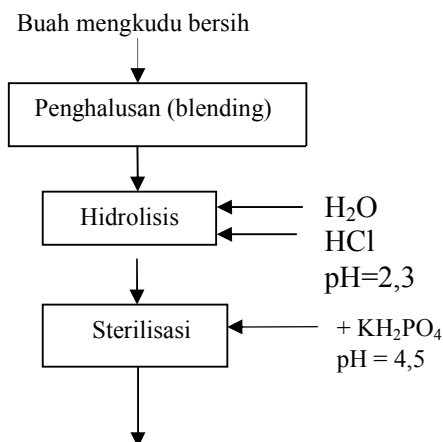 Buah mengkudu bersih
Penghalusan (blending)
Hidrolisis
H₂O
HCl
pH=2,3
Sterilisasi
+ KH₂PO₄
pH = 4,5